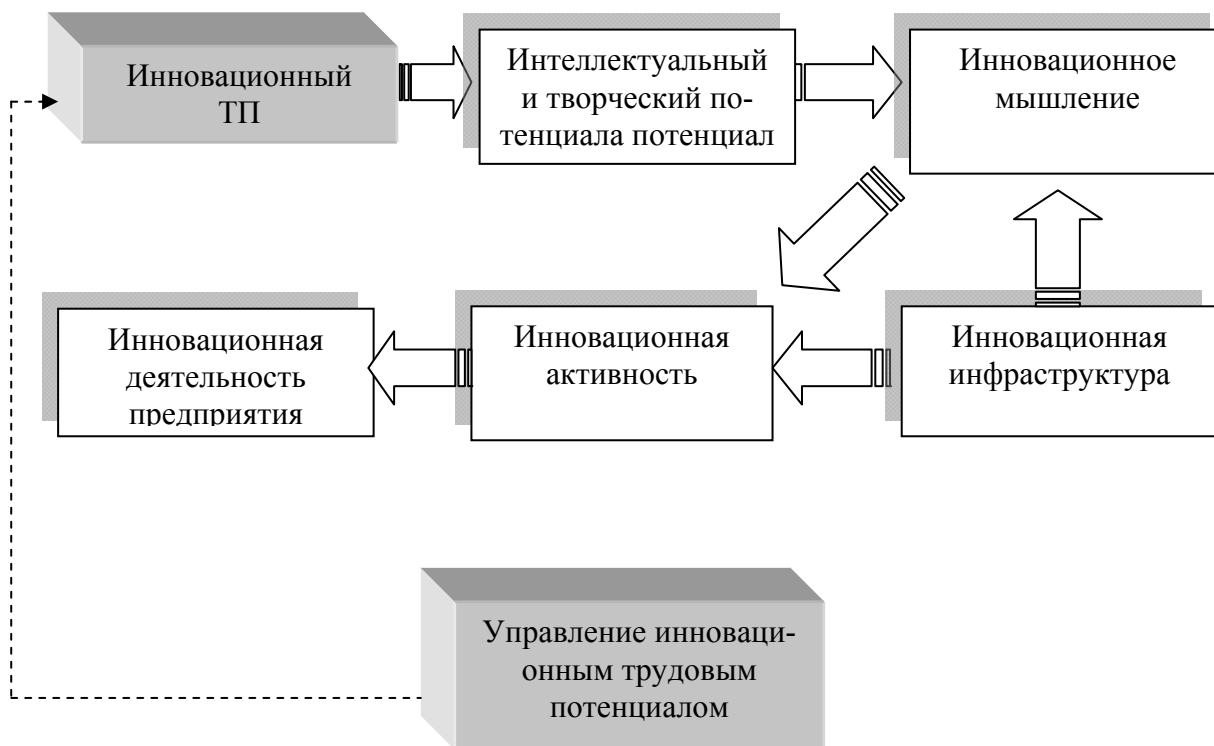 Инновационный
ТП
Интеллектуальный
и творческий по-
тенциала потенциал
Инновационное
мышление
Инновационная
деятельность
предприятия
Инновационная
активность
Инновационная
инфраструктура
Управление инноваци-
онным трудовым
потенциалом